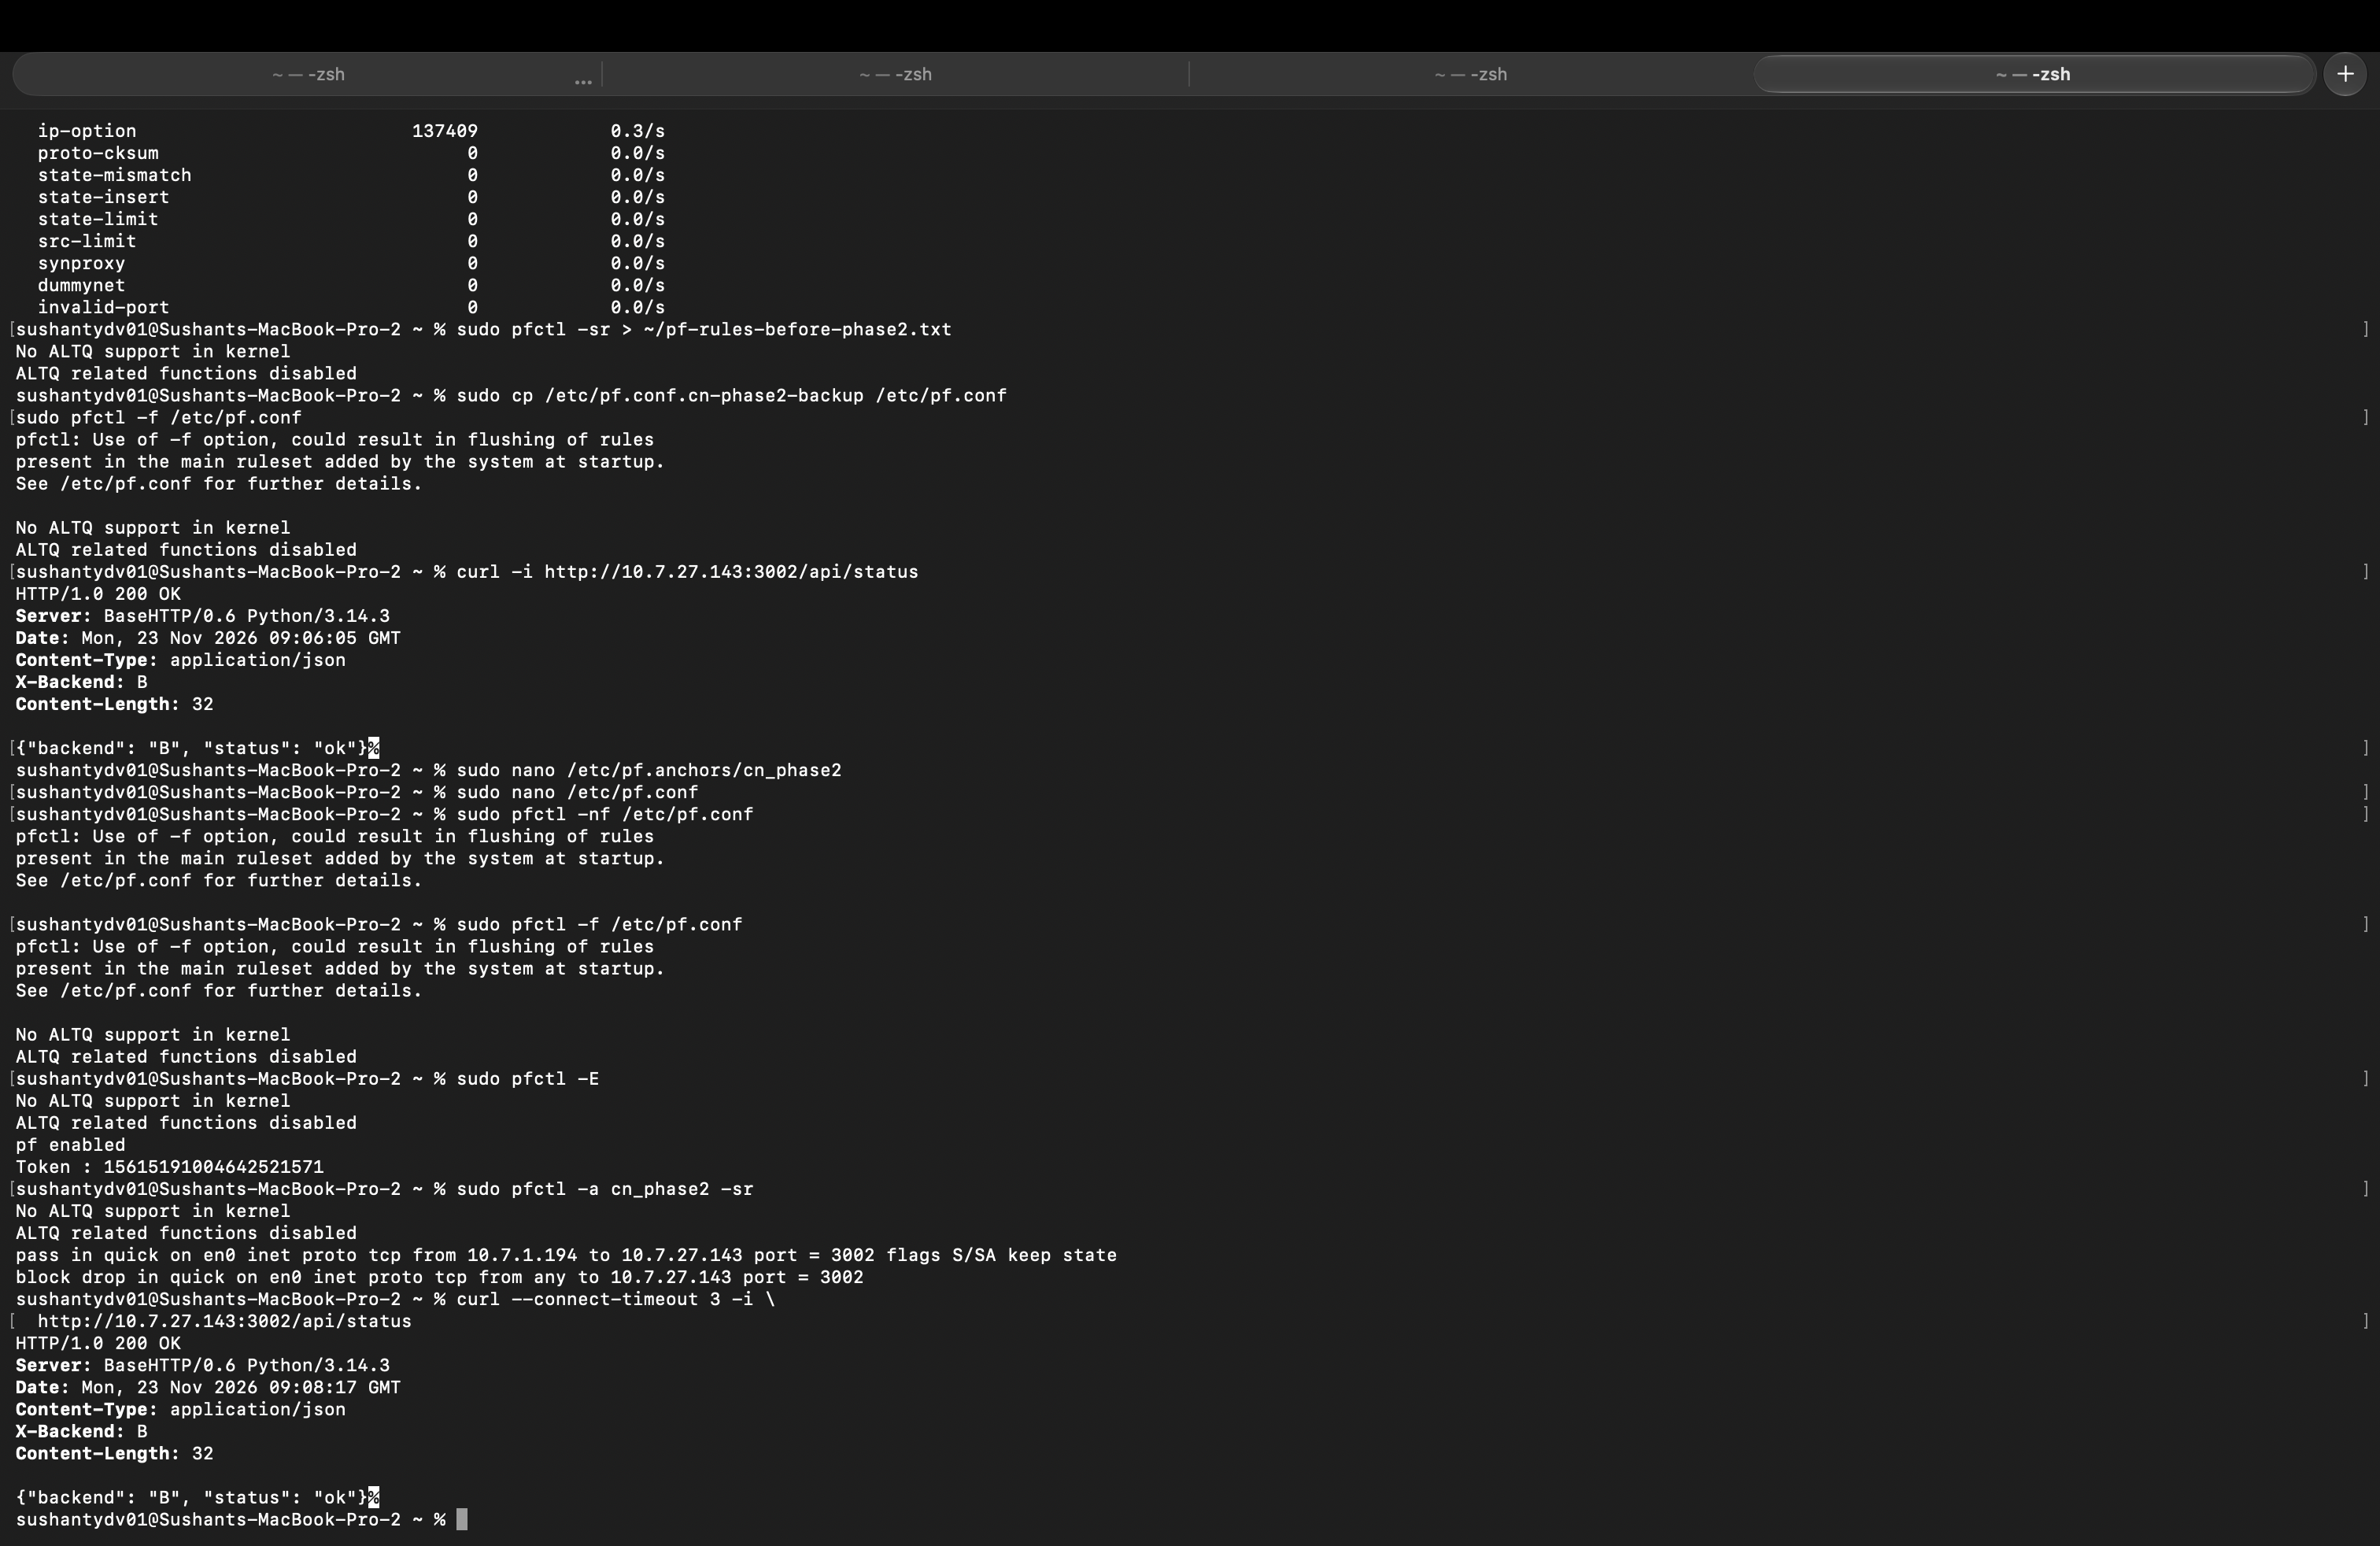 ~ — -zsh ... ~ — -zsh ~ — -zsh ~ — -zsh +
ip-option 137409 0.3/s
proto-cksum 0 0.0/s
state-mismatch 0 0.0/s
state-insert 0 0.0/s
state-limit 0 0.0/s
src-limit 0 0.0/s
synproxy 0 0.0/s
dummynet 0 0.0/s
invalid-port 0 0.0/s
[sushantydv01@Sushants-MacBook-Pro-2 ~ % sudo pfctl -sr > ~/pf-rules-before-phase2.txt ]
No ALTQ support in kernel
ALTQ related functions disabled
sushantydv01@Sushants-MacBook-Pro-2 ~ % sudo cp /etc/pf.conf.cn-phase2-backup /etc/pf.conf
[sudo pfctl -f /etc/pf.conf ]
pfctl: Use of -f option, could result in flushing of rules
present in the main ruleset added by the system at startup.
See /etc/pf.conf for further details.

No ALTQ support in kernel
ALTQ related functions disabled
[sushantydv01@Sushants-MacBook-Pro-2 ~ % curl -i http://10.7.27.143:3002/api/status ]
HTTP/1.0 200 OK
Server: BaseHTTP/0.6 Python/3.14.3
Date: Mon, 23 Nov 2026 09:06:05 GMT
Content-Type: application/json
X-Backend: B
Content-Length: 32

[{"backend": "B", "status": "ok"}% ]
sushantydv01@Sushants-MacBook-Pro-2 ~ % sudo nano /etc/pf.anchors/cn_phase2
[sushantydv01@Sushants-MacBook-Pro-2 ~ % sudo nano /etc/pf.conf ]
[sushantydv01@Sushants-MacBook-Pro-2 ~ % sudo pfctl -nf /etc/pf.conf ]
pfctl: Use of -f option, could result in flushing of rules
present in the main ruleset added by the system at startup.
See /etc/pf.conf for further details.

[sushantydv01@Sushants-MacBook-Pro-2 ~ % sudo pfctl -f /etc/pf.conf ]
pfctl: Use of -f option, could result in flushing of rules
present in the main ruleset added by the system at startup.
See /etc/pf.conf for further details.

No ALTQ support in kernel
ALTQ related functions disabled
[sushantydv01@Sushants-MacBook-Pro-2 ~ % sudo pfctl -E ]
No ALTQ support in kernel
ALTQ related functions disabled
pf enabled
Token : 15615191004642521571
[sushantydv01@Sushants-MacBook-Pro-2 ~ % sudo pfctl -a cn_phase2 -sr ]
No ALTQ support in kernel
ALTQ related functions disabled
pass in quick on en0 inet proto tcp from 10.7.1.194 to 10.7.27.143 port = 3002 flags S/SA keep state
block drop in quick on en0 inet proto tcp from any to 10.7.27.143 port = 3002
sushantydv01@Sushants-MacBook-Pro-2 ~ % curl --connect-timeout 3 -i \
[ http://10.7.27.143:3002/api/status ]
HTTP/1.0 200 OK
Server: BaseHTTP/0.6 Python/3.14.3
Date: Mon, 23 Nov 2026 09:08:17 GMT
Content-Type: application/json
X-Backend: B
Content-Length: 32

{"backend": "B", "status": "ok"}%
sushantydv01@Sushants-MacBook-Pro-2 ~ %